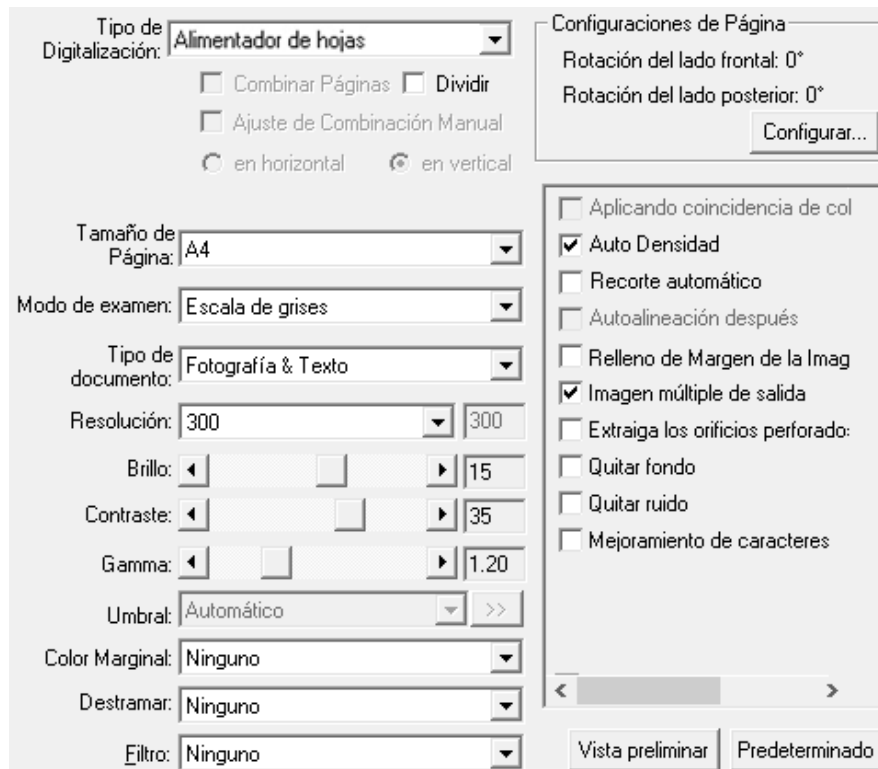 Tipo de
Digitalización: Alimentador de hojas
Combinar Páginas Dividir
Ajuste de Combinación Manual
en horizontal en vertical
Tamaño de
Página: A4
Modo de examen: Escala de grises
Tipo de
documento: Fotografía & Texto
Resolución: 300 300
Brillo: 15
Contraste: 35
Gamma: 1.20
Umbral: Automático >>
Color Marginal: Ninguno
Destramar: Ninguno
Filtro: Ninguno
Configuraciones de Página
Rotación del lado frontal: 0°
Rotación del lado posterior: 0°
Configurar...
Aplicando coincidencia de col
Auto Densidad
Recorte automático
Autoalineación después
Relleno de Margen de la Imag
Imagen múltiple de salida
Extraiga los orificios perforado
Quitar fondo
Quitar ruido
Mejoramiento de caracteres
Vista preliminar Predeterminado